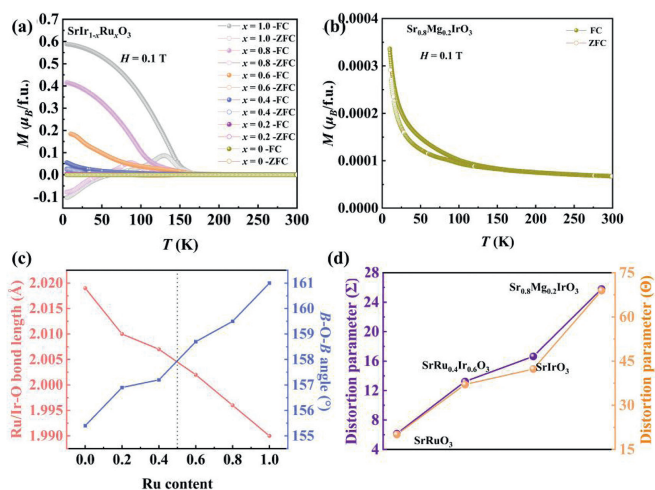 (a)
SrIr1-xRuxO3
H = 0.1 T
x = 1.0 -FC
x = 1.0 -ZFC
x = 0.8 -FC
x = 0.8 -ZFC
x = 0.6 -FC
x = 0.6 -ZFC
x = 0.4 -FC
x = 0.4 -ZFC
x = 0.2 -FC
x = 0.2 -ZFC
x = 0 -FC
x = 0 -ZFC
M (μB/f.u.)
0.8
0.7
0.6
0.5
0.4
0.3
0.2
0.1
0.0
-0.1
0 50 100 150 200 250 300
T (K)
(b)
Sr0.8Mg0.2IrO3
H = 0.1 T
FC
ZFC
M (μB/f.u.)
0.0004
0.0003
0.0002
0.0001
0.0000
0 50 100 150 200 250 300
T (K)
(c)
Ru/Ir-O bond length (Å)
2.020
2.015
2.010
2.005
2.000
1.995
1.990
0.0 0.2 0.4 0.6 0.8 1.0
Ru content
161
160
159
158
157
156
155
B-O-B angle (°)
(d)
Distortion parameter (Σ)
28
24
20
16
12
8
4
Sr0.8Mg0.2IrO3
SrRu0.4Ir0.6O3
SrIrO3
SrRuO3
75
60
45
30
15
Distortion parameter (Θ)